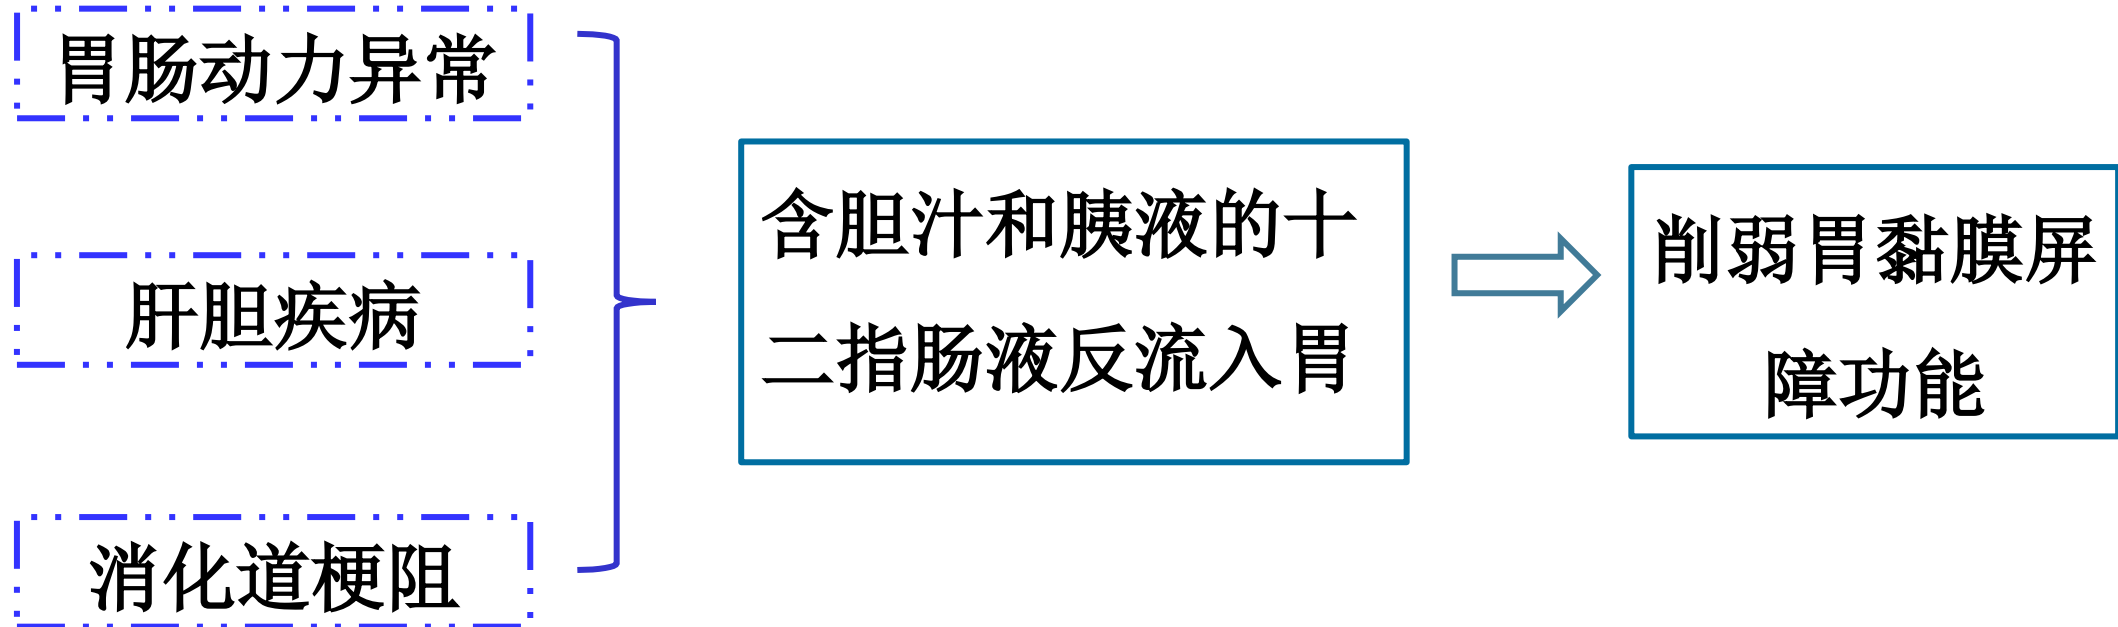 胃肠动力异常
肝胆疾病
消化道梗阻
含胆汁和胰液的十
二指肠液反流入胃
削弱胃黏膜屏
障功能